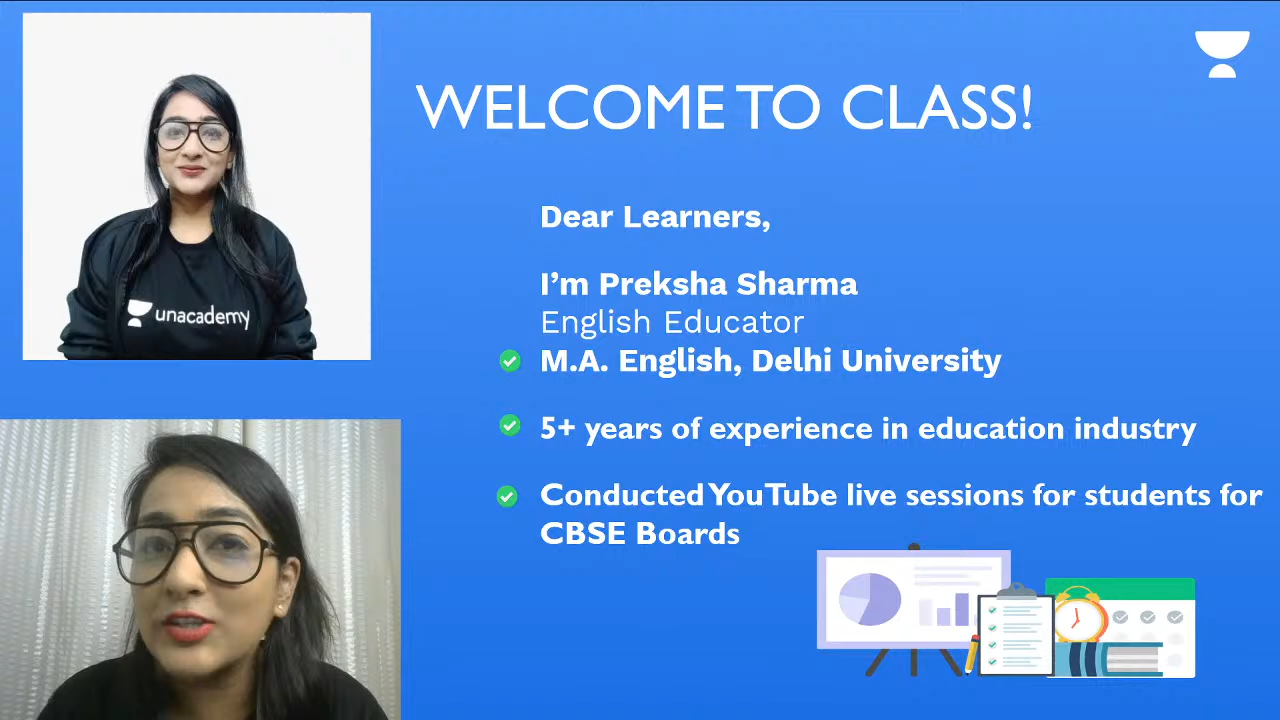 WELCOME TO CLASS!
Dear Learners,
I'm Preksha Sharma
English Educator
M.A. English, Delhi University
5+ years of experience in education industry
Conducted YouTube live sessions for students for
CBSE Boards
unacademy